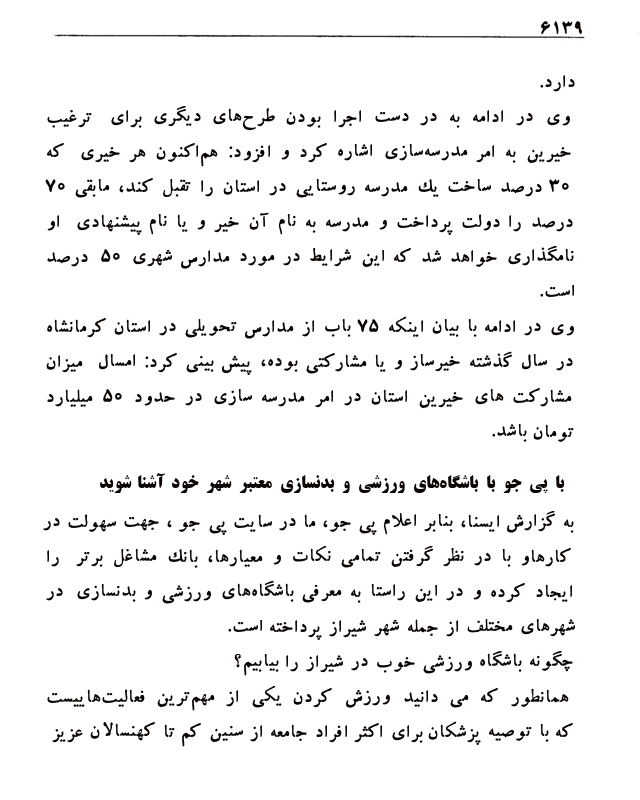 ۶۱۳۹
دارد.
وی در ادامه به در دست اجرا بودن طرح‌های دیگری برای ترغیب
خیرین به امر مدرسه‌سازی اشاره کرد و افزود: هم‌اکنون هر خیری که
۳۰ درصد ساخت یك مدرسه روستایی در استان را تقبل کند، مابقی ۷۰
درصد را دولت پرداخت و مدرسه به نام آن خیر و یا نام پیشنهادی او
نامگذاری خواهد شد که این شرایط در مورد مدارس شهری ۵۰ درصد
است.
وی در ادامه با بیان اینکه ۷۵ باب از مدارس تحویلی در استان کرمانشاه
در سال گذشته خیرساز و یا مشارکتی بوده، پیش بینی کرد: امسال میزان
مشارکت های خیرین استان در امر مدرسه سازی در حدود ۵۰ میلیارد
تومان باشد.
با پی جو با باشگاه‌های ورزشی و بدنسازی معتبر شهر خود آشنا شوید
به گزارش ایسنا، بنابر اعلام پی جو، ما در سایت پی جو ، جهت سهولت در
کارهاو با در نظر گرفتن تمامی نکات و معیارها، بانك مشاغل برتر را
ایجاد کرده و در این راستا به معرفی باشگاه‌های ورزشی و بدنسازی در
شهرهای مختلف از جمله شهر شیراز پرداخته است.
چگونه باشگاه ورزشی خوب در شیراز را بیابیم؟
همانطور که می دانید ورزش کردن یکی از مهم‌ترین فعالیت‌هاییست
که با توصیه پزشکان برای اکثر افراد جامعه از سنین کم تا کهنسالان عزیز